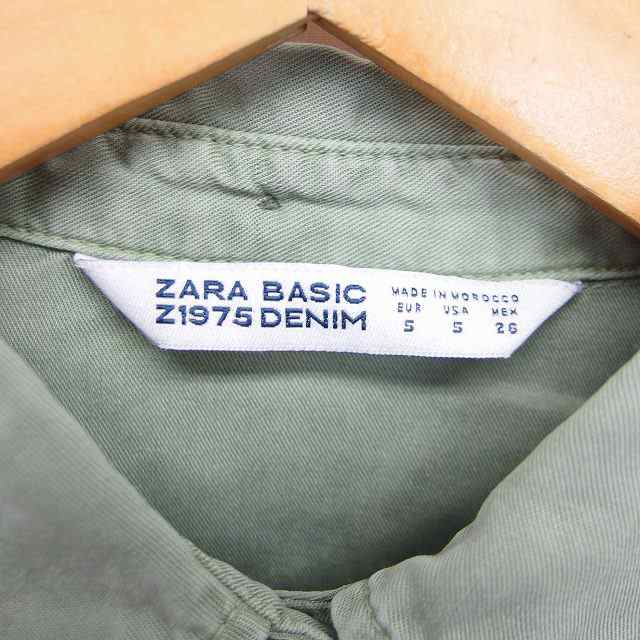 ZARA BASIC
Z1975 DENIM
MADE IN MOROCCO
EUR USA MEX
S S 26